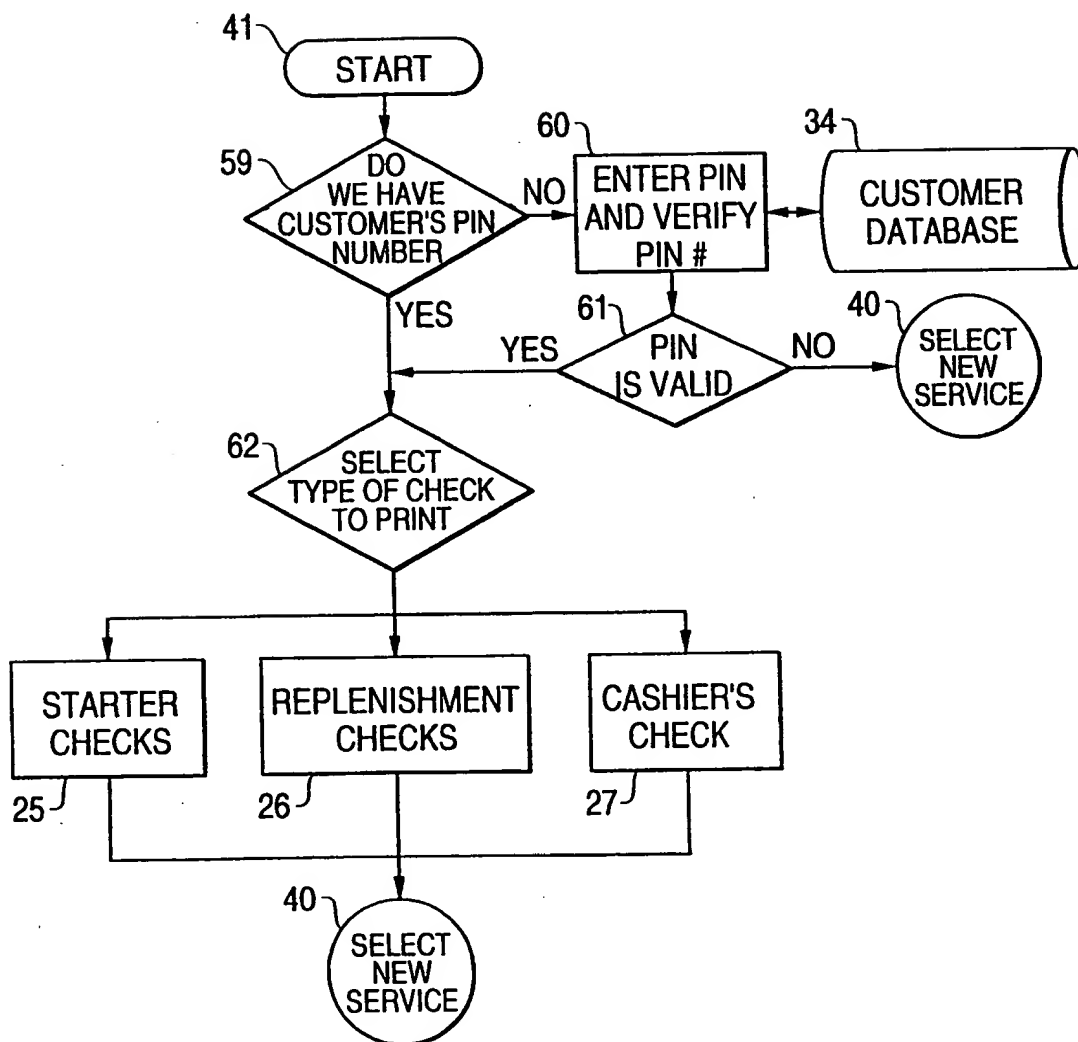 41
START
59
DO
WE HAVE
CUSTOMER'S PIN
NUMBER
NO
60
ENTER PIN
AND VERIFY
PIN #
34
CUSTOMER
DATABASE
YES
61
PIN
IS VALID
YES
NO
40
SELECT
NEW
SERVICE
62
SELECT
TYPE OF CHECK
TO PRINT
STARTER
CHECKS
25
REPLENISHMENT
CHECKS
26
CASHIER'S
CHECK
27
40
SELECT
NEW
SERVICE